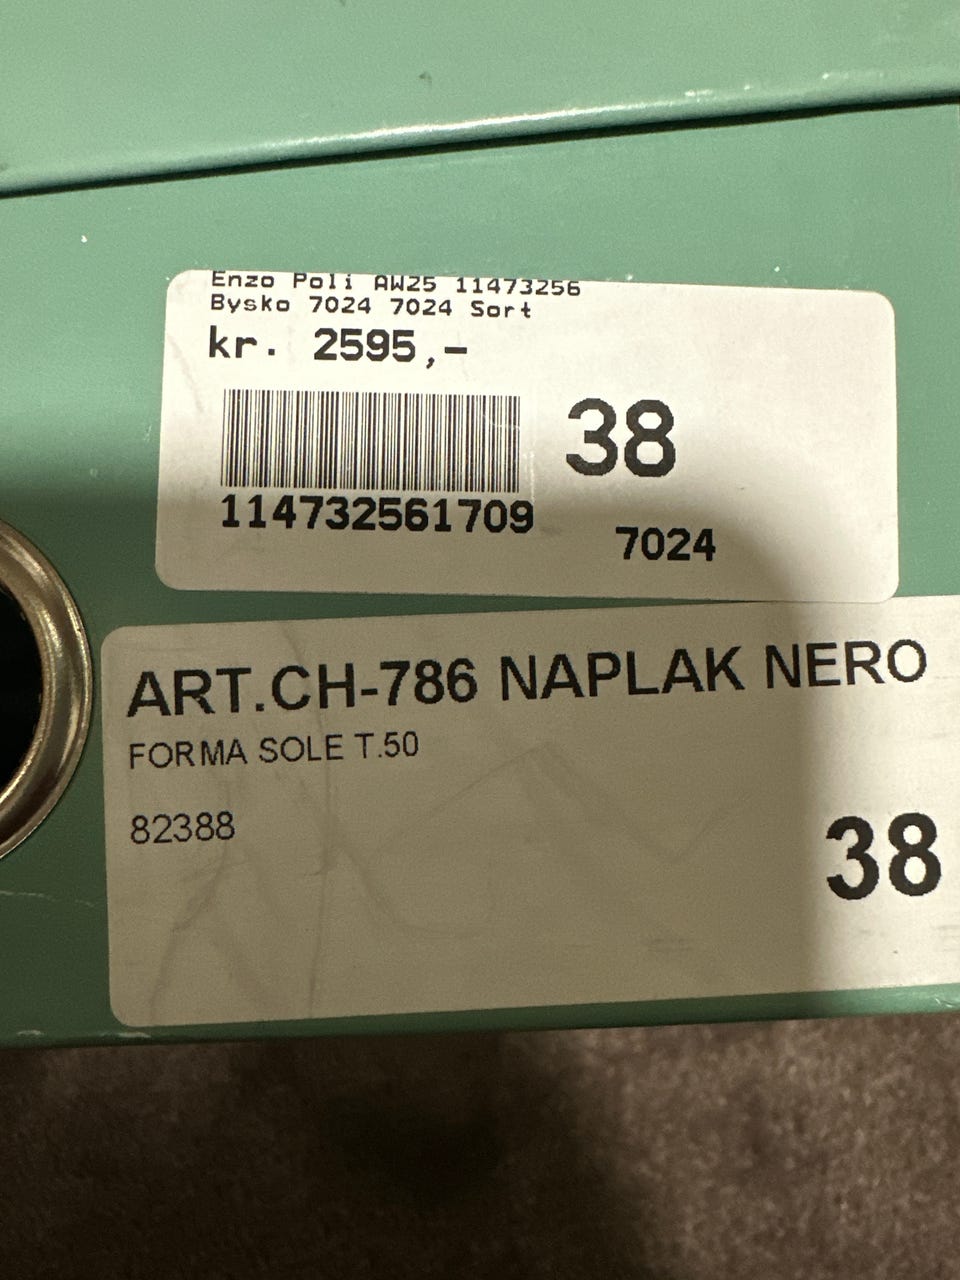 Enzo Poli AW25 11473256
Bysko 7024 7024 Sort
kr. 2595,-
38
114732561709
7024
ART.CH-786 NAPLAK NERO
FORMA SOLE T.50
82388
38